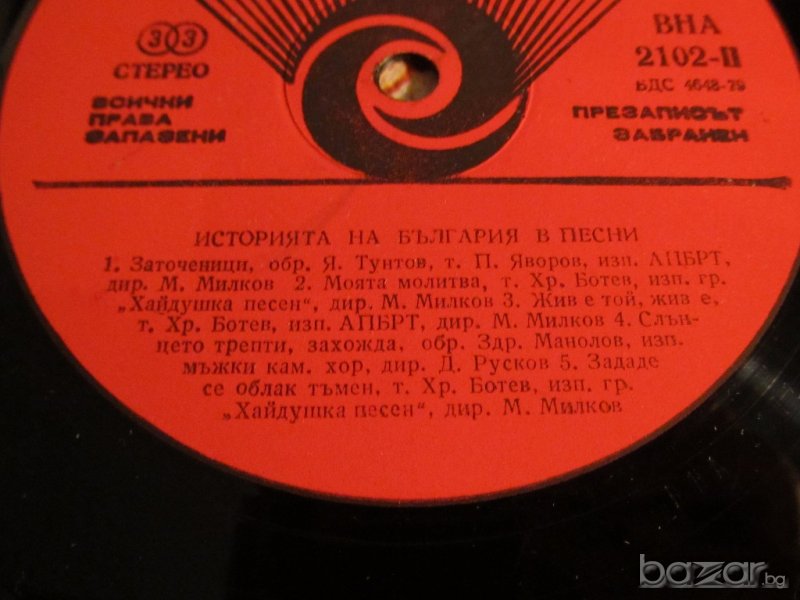 33
СТЕРЕО
ВСИЧКИ
ПРАВА
ЗАПАЗЕНИ
ВНА
2102-II
БДС 4648-79
ПРЕЗАПИСЪТ
ЗАБРАНЕН
ИСТОРИЯТА НА БЪЛГАРИЯ В ПЕСНИ
1. Заточеници, обр. Я. Тунтов, т. П. Яворов, изп. АПБРТ,
дир. М. Милков 2. Моята молитва, т. Хр. Ботев, изп. гр.
„Хайдушка песен", дир. М. Милков 3. Жив е той, жив е,
т. Хр. Ботев, изп. АПБРТ, дир. М. Милков 4. Слън-
цето трепти, захожда, обр. Здр. Манолов, изп.
мъжки кам. хор, дир. Д. Русков 5. Зададе
се облак тъмен, т. Хр. Ботев, изп. гр.
„Хайдушка песен", дир. М. Милков
bazar.bg